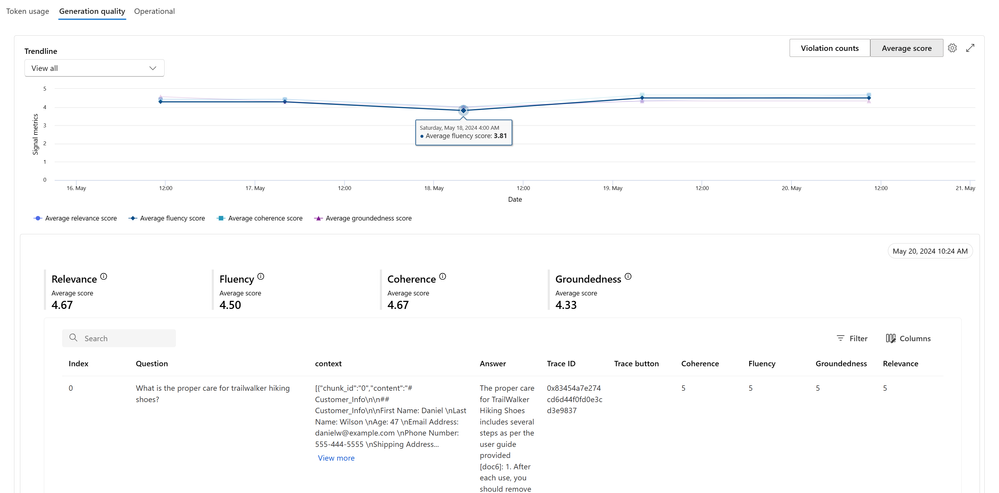 Token usage Generation quality Operational
Trendline
Violation counts Average score
View all
5
4
3
2
1
0
Signal metrics
Saturday, May 18, 2024 4:00 AM
Average fluency score: 3.81
16. May 12:00 17. May 12:00 18. May 12:00 19. May 12:00 20. May 12:00 21. May
Date
Average relevance score Average fluency score Average coherence score Average groundedness score
May 20, 2024 10:24 AM
Relevance Fluency Coherence Groundedness
Average score Average score Average score Average score
4.67 4.50 4.67 4.33
Search
Filter Columns
Index Question context Answer Trace ID Trace button Coherence Fluency Groundedness Relevance
0
What is the proper care for trailwalker hiking
shoes?
[{"chunk_id":"0","content":"#
Customer_Info\n\n##
Customer_Info\n\nFirst Name: Daniel \nLast
Name: Wilson \nAge: 47 \nEmail Address:
danielw@example.com \nPhone Number:
555-444-5555 \nShipping Address...
View more
The proper care
for TrailWalker
Hiking Shoes
includes several
steps as per the
user guide
provided
[doc6]: 1. After
each use, you
should remove
0x83454a7e274
cd6d44f0fd0e3c
d3e9837
5 5 5 5